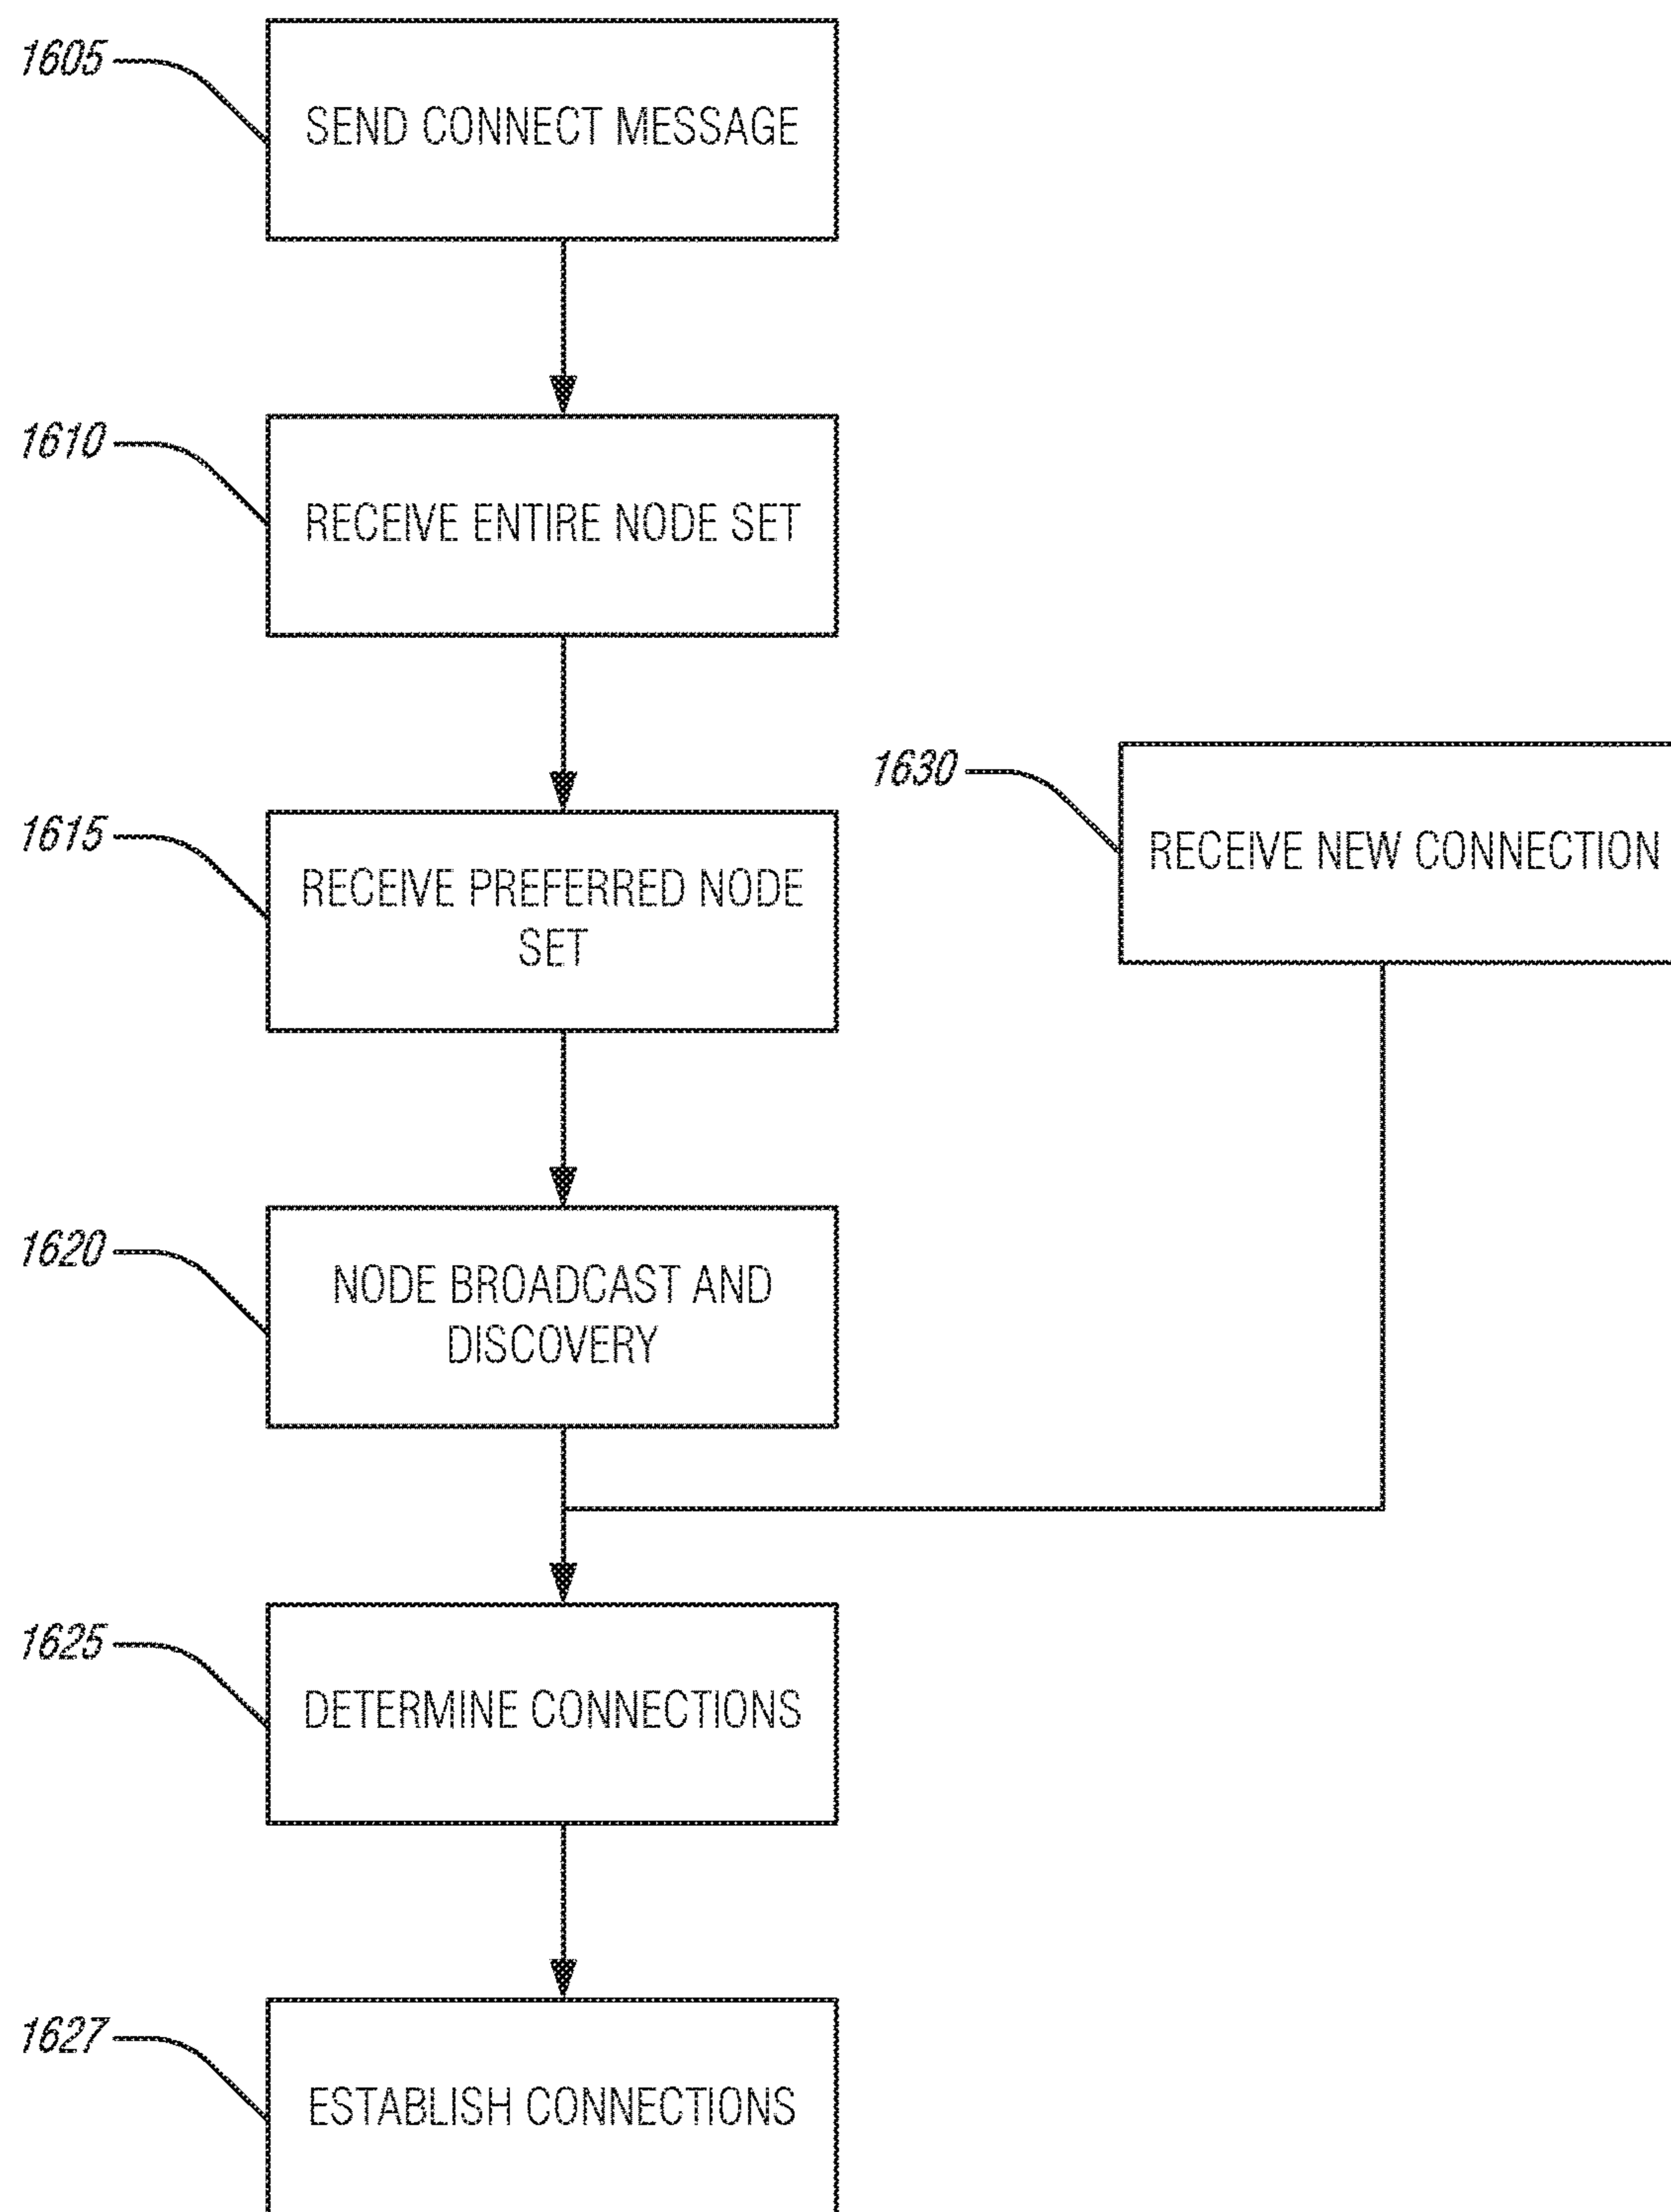 1605
SEND CONNECT MESSAGE
1610
RECEIVE ENTIRE NODE SET
1615
RECEIVE PREFERRED NODE
SET
1630
RECEIVE NEW CONNECTION
1620
NODE BROADCAST AND
DISCOVERY
1625
DETERMINE CONNECTIONS
1627
ESTABLISH CONNECTIONS